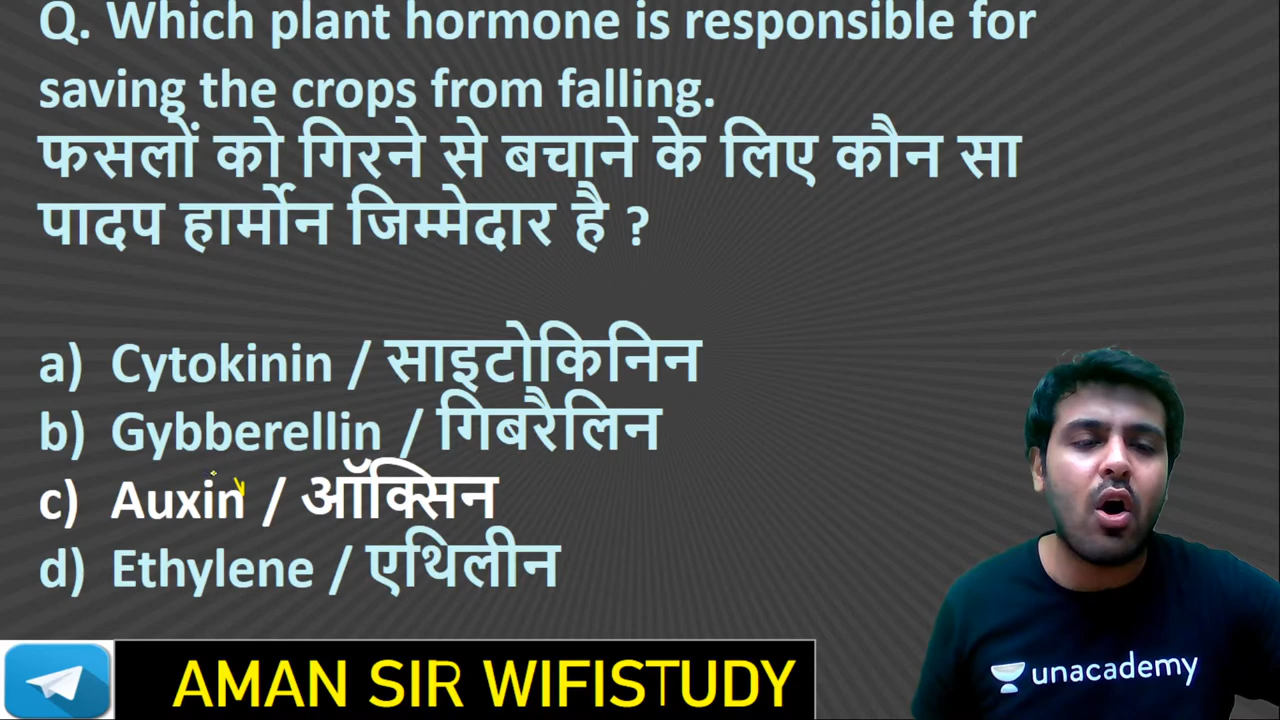 Q. Which plant hormone is responsible for
saving the crops from falling.
फसलों को गिरने से बचाने के लिए कौन सा
पादप हार्मोन जिम्मेदार है ?
a) Cytokinin / साइटोकिनिन
b) Gybberellin / गिबरैलिन
c) Auxin / ऑक्सिन
d) Ethylene / एथिलीन
unacademy
AMAN SIR WIFISTUDY